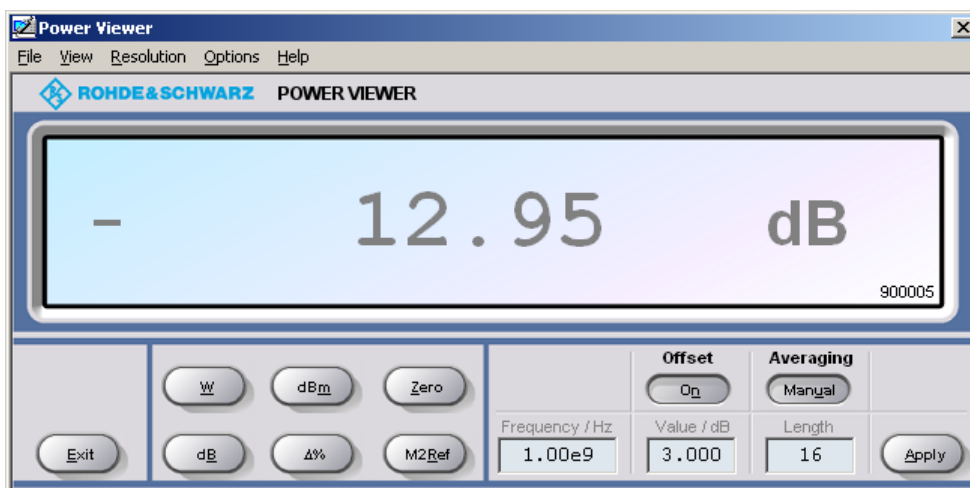 Power Viewer
File View Resolution Options Help
ROHDE&SCHWARZ POWER VIEWER
- 12.95 dB
900005
Offset Averaging
W dBm Zero On Manual
Frequency / Hz Value / dB Length
Exit dB Δ% M2Ref 1.00e9 3.000 16 Apply